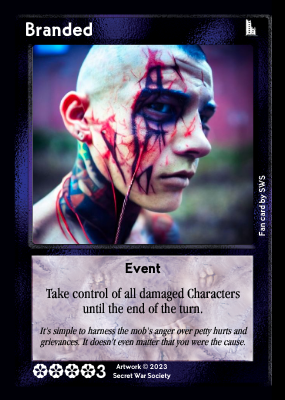 Branded
Fan card by SWS
Event
Take control of all damaged Characters
until the end of the turn.
It's simple to harness the mob's anger over petty hurts and
grievances. It doesn't even matter that you were the cause.
3
Artwork © 2023
Secret War Society